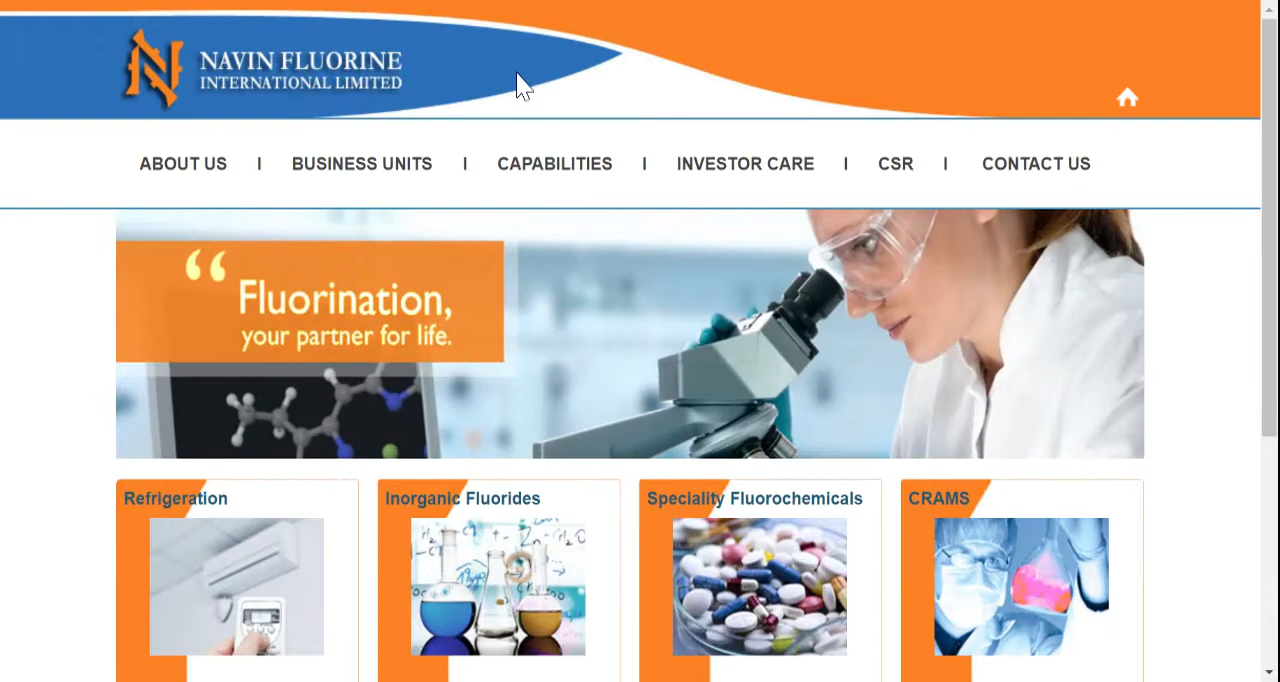 NAVIN FLUORINE
INTERNATIONAL LIMITED
ABOUT US | BUSINESS UNITS | CAPABILITIES | INVESTOR CARE | CSR | CONTACT US
“
Fluorination,
your partner for life.
Refrigeration
Inorganic Fluorides
Speciality Fluorochemicals
CRAMS